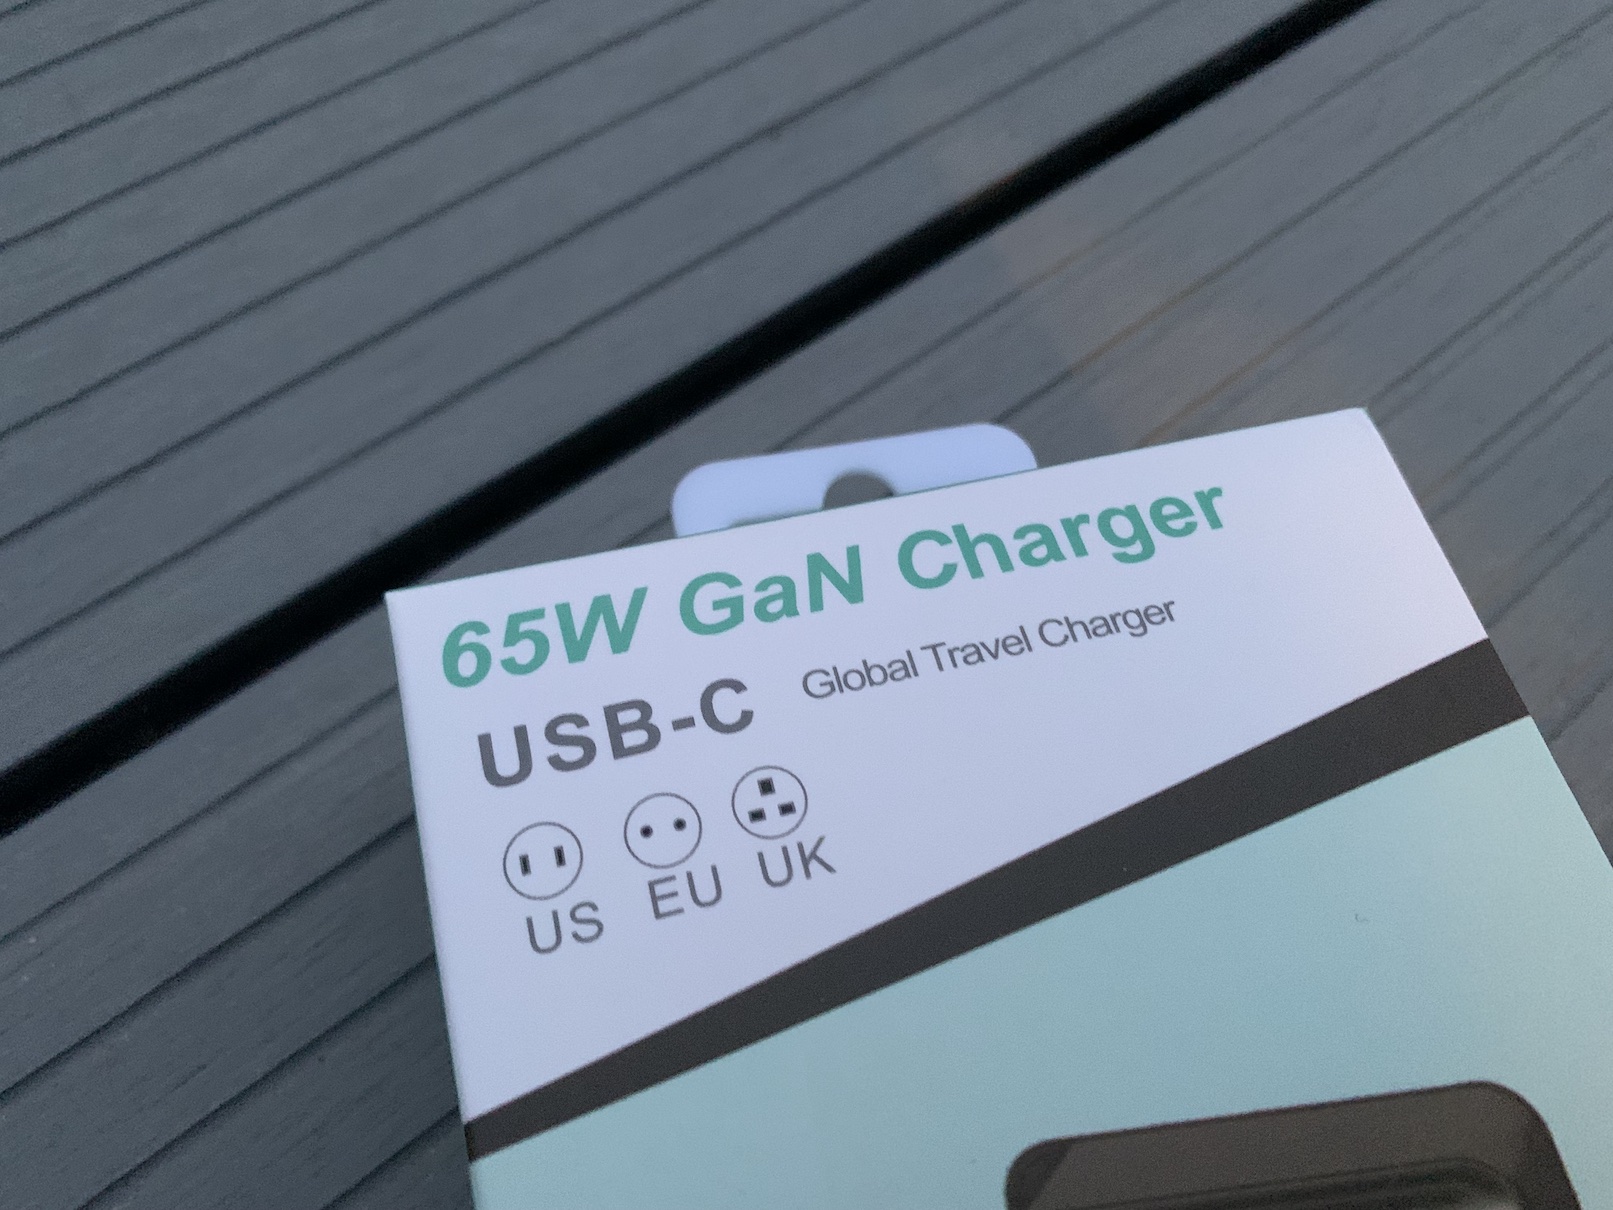 65W GaN Charger
USB-C Global Travel Charger
US EU UK